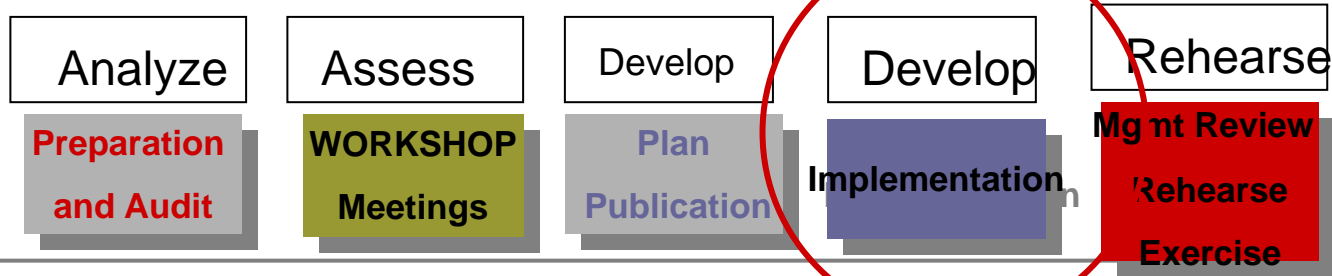 Analyze
Preparation
and Audit
Assess
WORKSHOP
Meetings
Develop
Plan
Publication
Develop
Implementation
Rehearse
Mgmt Review
Rehearse
Exercise